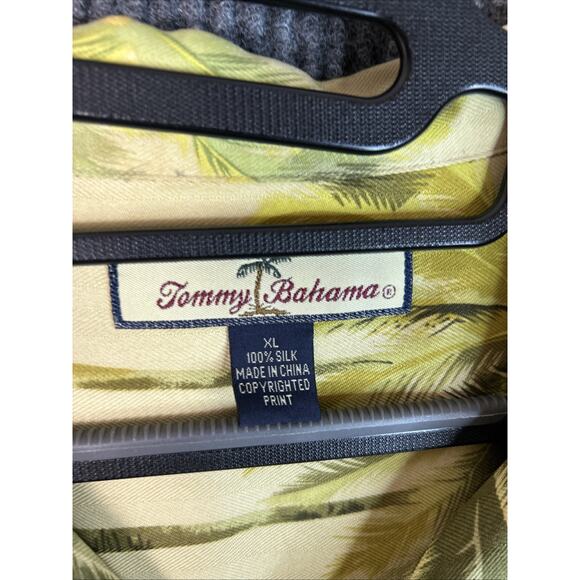 Tommy Bahama®
XL
100% SILK
MADE IN CHINA
COPYRIGHTED
PRINT